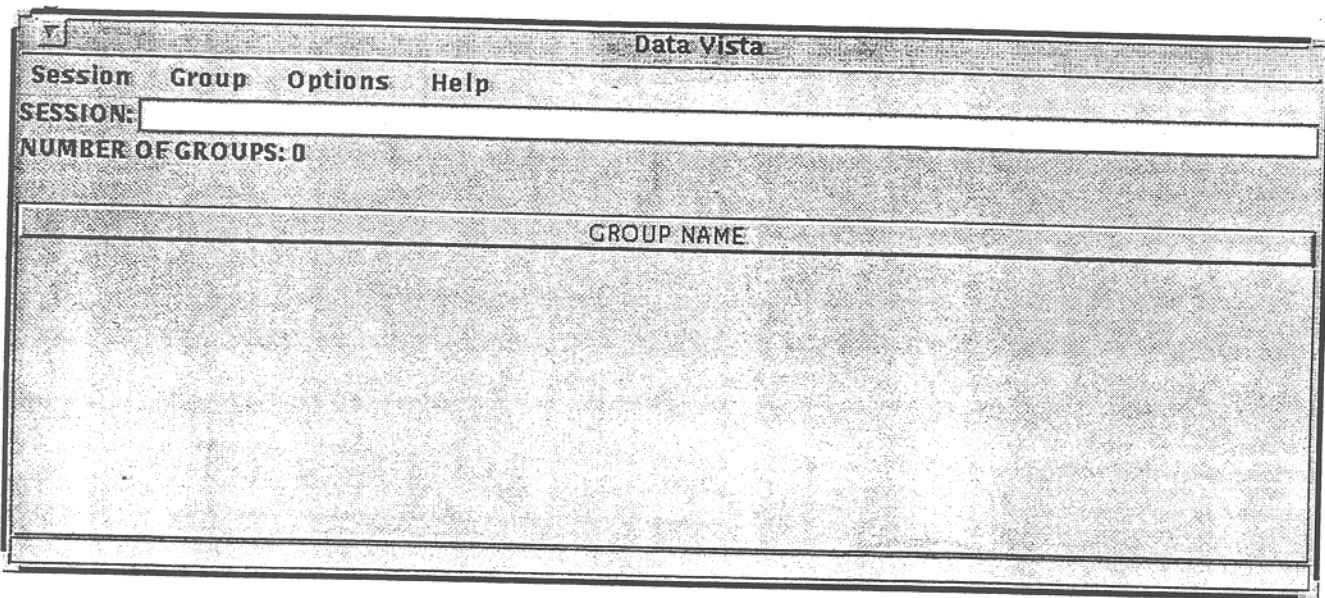 Data Vista
Session Group Options Help
SESSION:
NUMBER OF GROUPS: 0
GROUP NAME